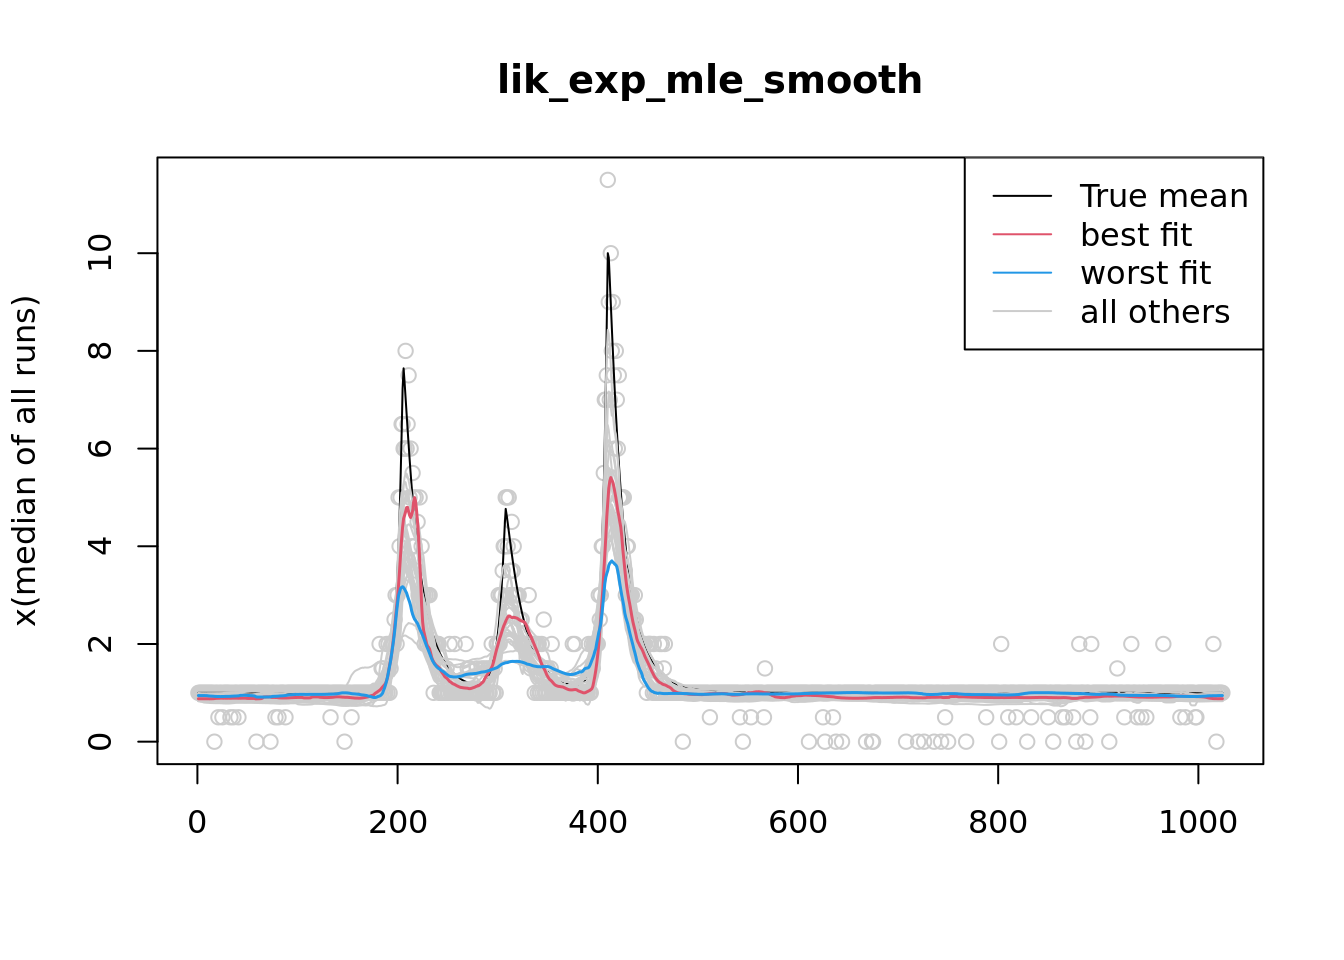 lik_exp_mle_smooth
True mean
best fit
worst fit
all others
x(median of all runs)
10
8
6
4
2
0
0 200 400 600 800 1000